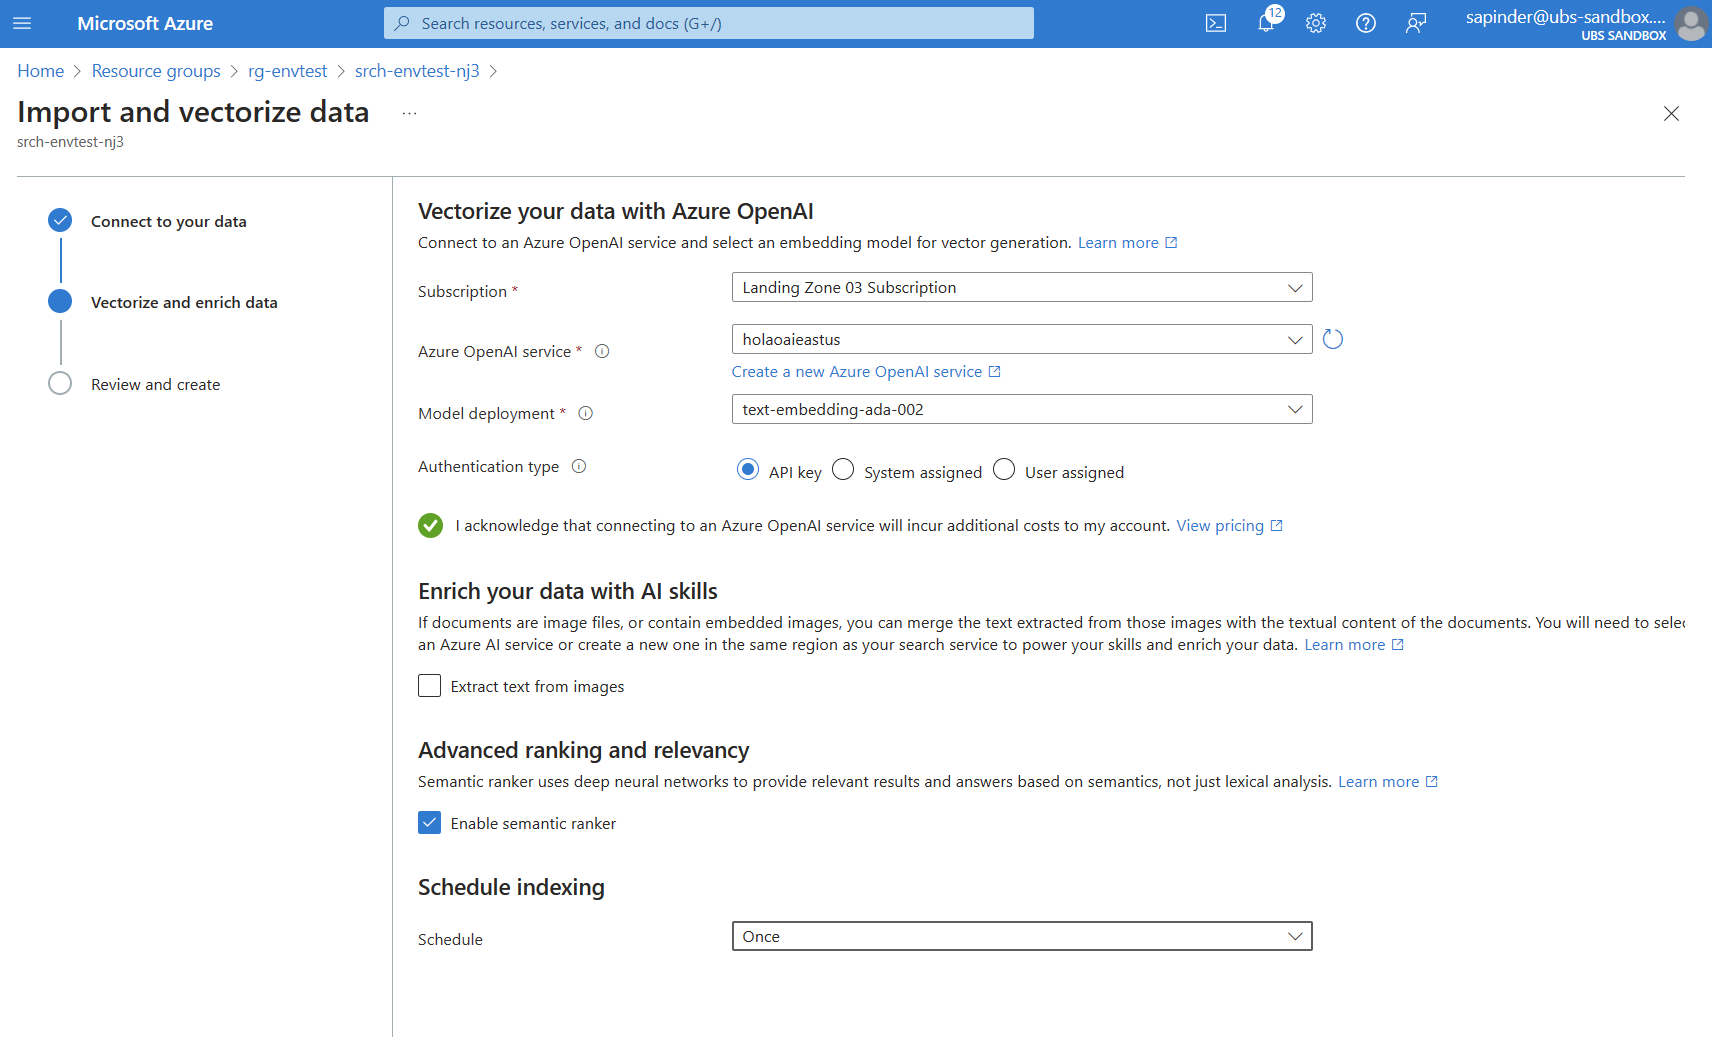 Microsoft Azure
Search resources, services, and docs (G+/)
12
sapinder@ubs-sandbox....
UBS SANDBOX
Home > Resource groups > rg-envtest > srch-envtest-nj3 >
Import and vectorize data ...
srch-envtest-nj3
Connect to your data
Vectorize and enrich data
Review and create
Vectorize your data with Azure OpenAI
Connect to an Azure OpenAI service and select an embedding model for vector generation. Learn more
Subscription *
Landing Zone 03 Subscription
Azure OpenAI service *
holaoaieastus
Create a new Azure OpenAI service
Model deployment *
text-embedding-ada-002
Authentication type
API key
System assigned
User assigned
I acknowledge that connecting to an Azure OpenAI service will incur additional costs to my account. View pricing
Enrich your data with AI skills
If documents are image files, or contain embedded images, you can merge the text extracted from those images with the textual content of the documents. You will need to selec
an Azure AI service or create a new one in the same region as your search service to power your skills and enrich your data. Learn more
Extract text from images
Advanced ranking and relevancy
Semantic ranker uses deep neural networks to provide relevant results and answers based on semantics, not just lexical analysis. Learn more
Enable semantic ranker
Schedule indexing
Schedule
Once